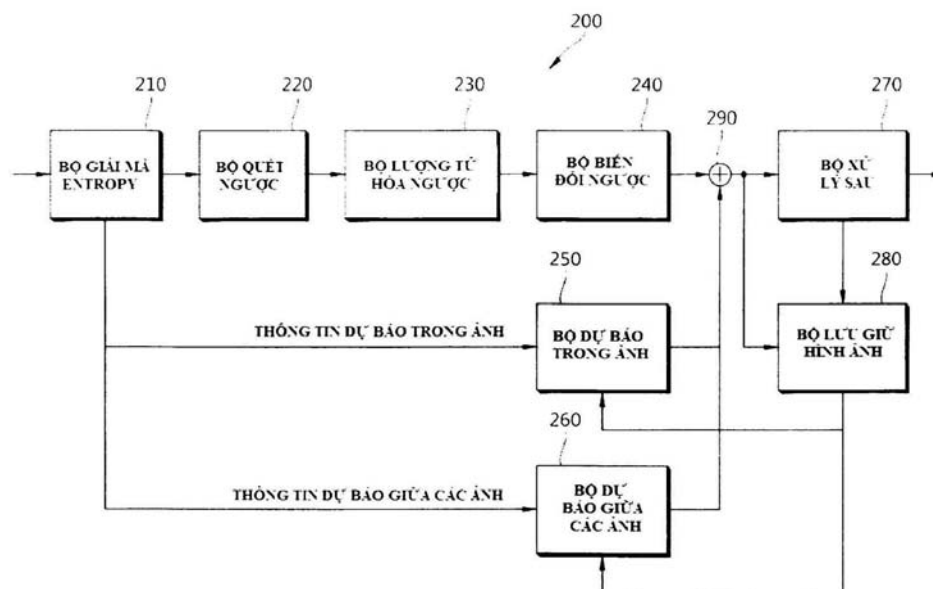 200
210
220
230
240
290
270
BỘ GIẢI MÃ
ENTROPY
BỘ QUÉT
NGƯỢC
BỘ LƯỢNG TỬ
HÓA NGƯỢC
BỘ BIẾN
ĐỔI NGƯỢC
BỘ XỬ
LÝ SAU
250
280
THÔNG TIN DỰ BÁO TRONG ẢNH
BỘ DỰ BÁO
TRONG ẢNH
BỘ LƯU GIỮ
HÌNH ẢNH
260
THÔNG TIN DỰ BÁO GIỮA CÁC ẢNH
BỘ DỰ
BÁO GIỮA
CÁC ẢNH